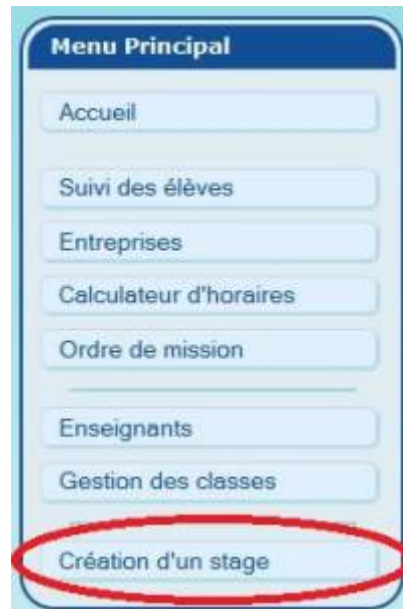 Menu Principal
Accueil
Suivi des élèves
Entreprises
Calculateur d'horaires
Ordre de mission
Enseignants
Gestion des classes
Création d'un stage